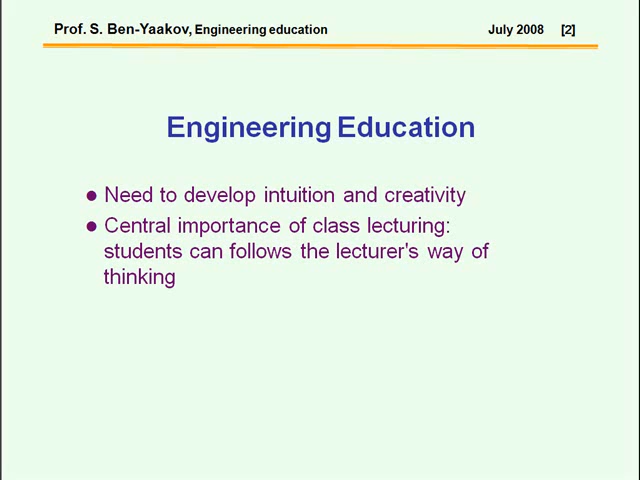 Prof. S. Ben-Yaakov, Engineering education July 2008 [2]
Engineering Education
● Need to develop intuition and creativity
● Central importance of class lecturing:
students can follows the lecturer's way of
thinking